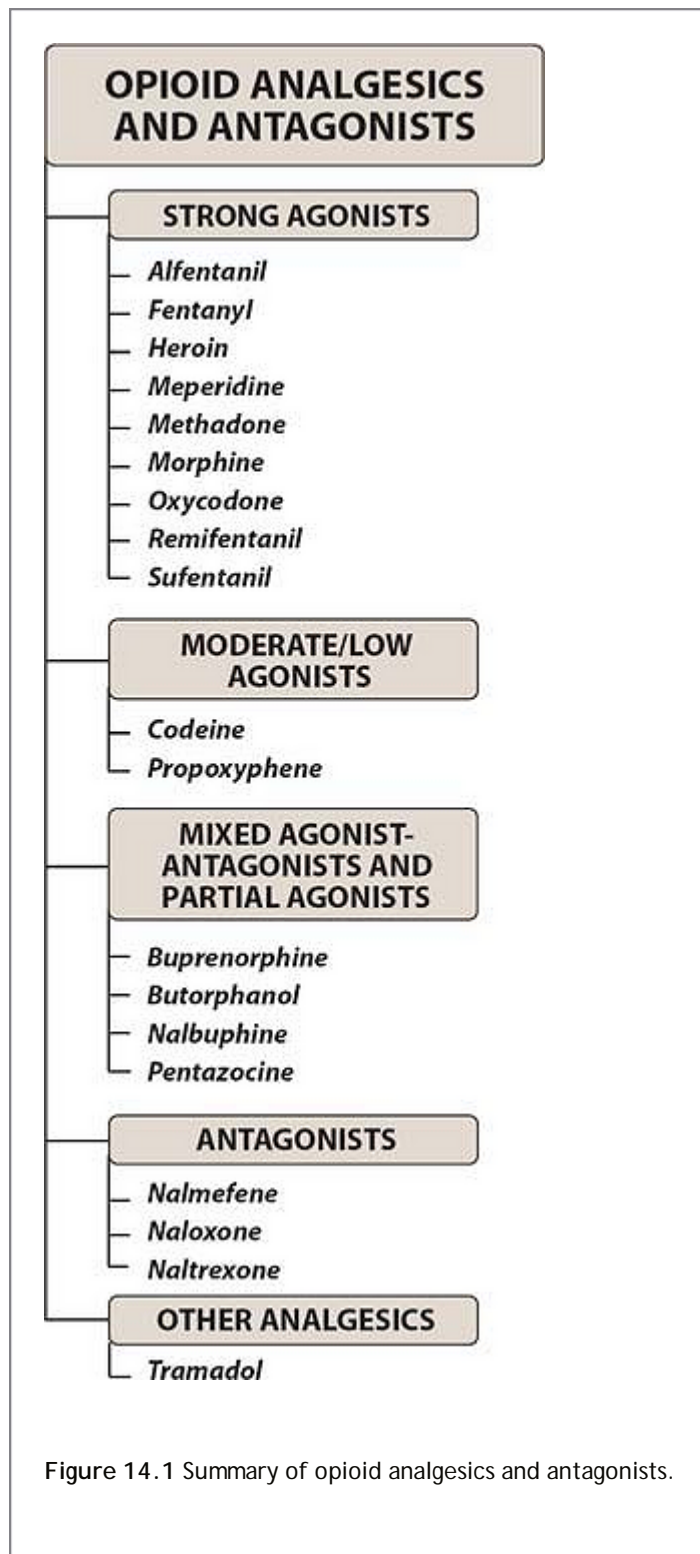 OPIOID ANALGESICS
AND ANTAGONISTS
STRONG AGONISTS
Alfentanil
Fentanyl
Heroin
Meperidine
Methadone
Morphine
Oxycodone
Remifentanil
Sufentanil
MODERATE/LOW
AGONISTS
Codeine
Propoxyphene
MIXED AGONIST-
ANTAGONISTS AND
PARTIAL AGONISTS
Buprenorphine
Butorphanol
Nalbuphine
Pentazocine
ANTAGONISTS
Nalmefene
Naloxone
Naltrexone
OTHER ANALGESICS
Tramadol
Figure 14.1 Summary of opioid analgesics and antagonists.